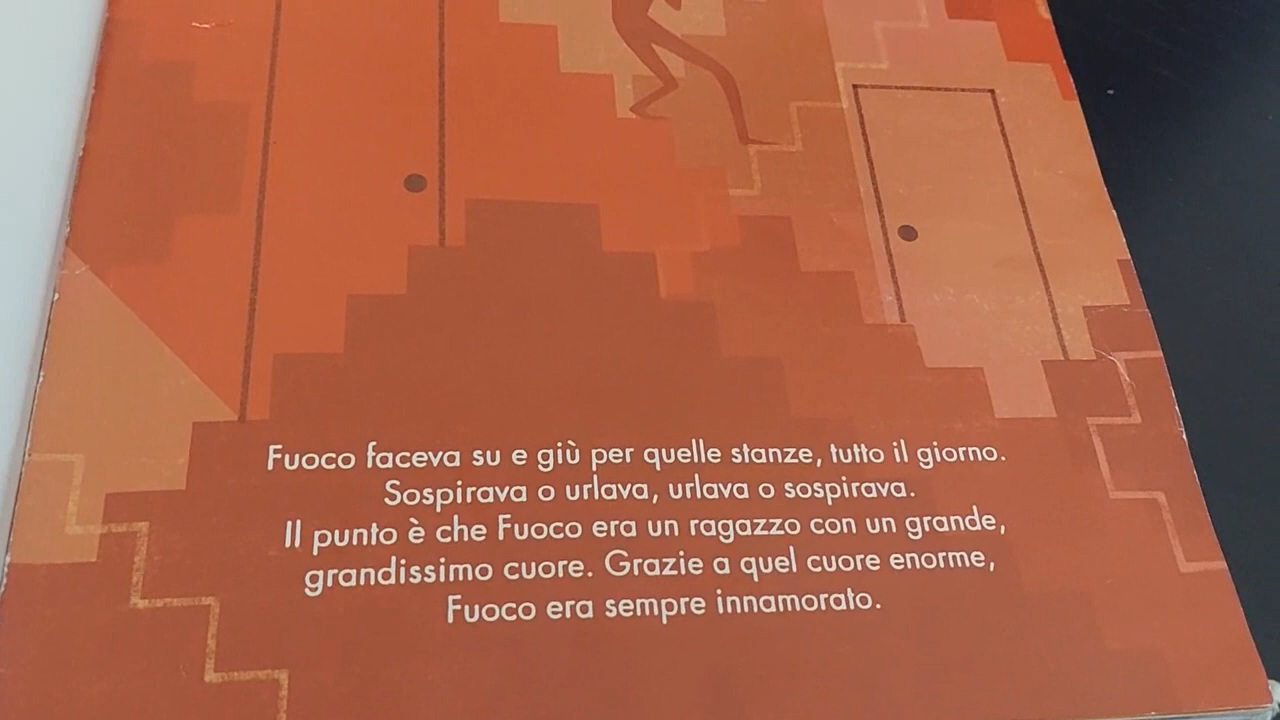 Fuoco faceva su e giù per quelle stanze, tutto il giorno.
Sospirava o urlava, urlava o sospirava.
Il punto è che Fuoco era un ragazzo con un grande,
grandissimo cuore. Grazie a quel cuore enorme,
Fuoco era sempre innamorato.